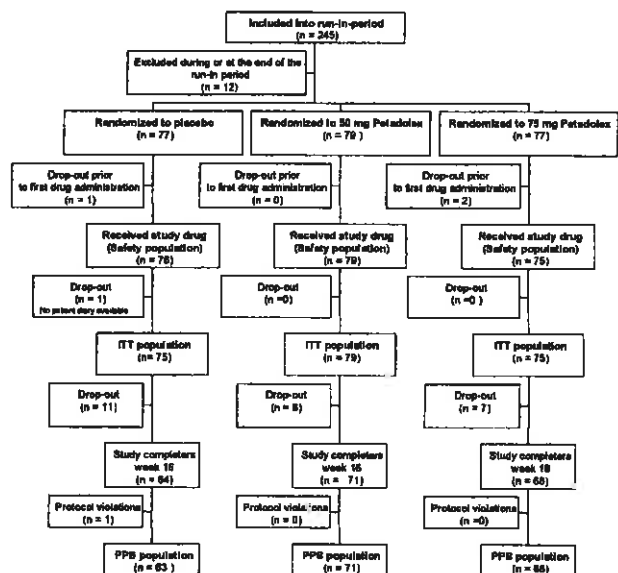 Included into run-in-period
(n = 245)
Excluded during or at the end of the
run-in period
(n = 12)
Randomized to placebo
(n = 77)
Randomized to 50 mg Petadolex
(n = 79 )
Randomized to 75 mg Petadolex
(n = 77)
Drop-out prior
to first drug administration
(n = 1)
Drop-out prior
to first drug administration
(n = 0)
Drop-out prior
to first drug administration
(n = 2)
Received study drug
(Safety population)
(n = 76)
Received study drug
(Safety population)
(n = 79)
Received study drug
(Safety population)
(n = 75)
Drop-out
(n = 1)
No patient diary available
Drop-out
(n =0)
Drop-out
(n =0 )
ITT population
(n= 75)
ITT population
(n = 79)
ITT population
(n = 75)
Drop-out
(n = 11)
Drop-out
(n = 8)
Drop-out
(n = 7)
Study completers
week 16
(n = 64)
Study completers
week 16
(n = 71)
Study completers
week 16
(n = 68)
Protocol violations
(n = 1)
Protocol violations
(n = 0)
Protocol violations
(n =0)
PPS population
(n = 63 )
PPS population
(n = 71)
PPS population
(n = 68)